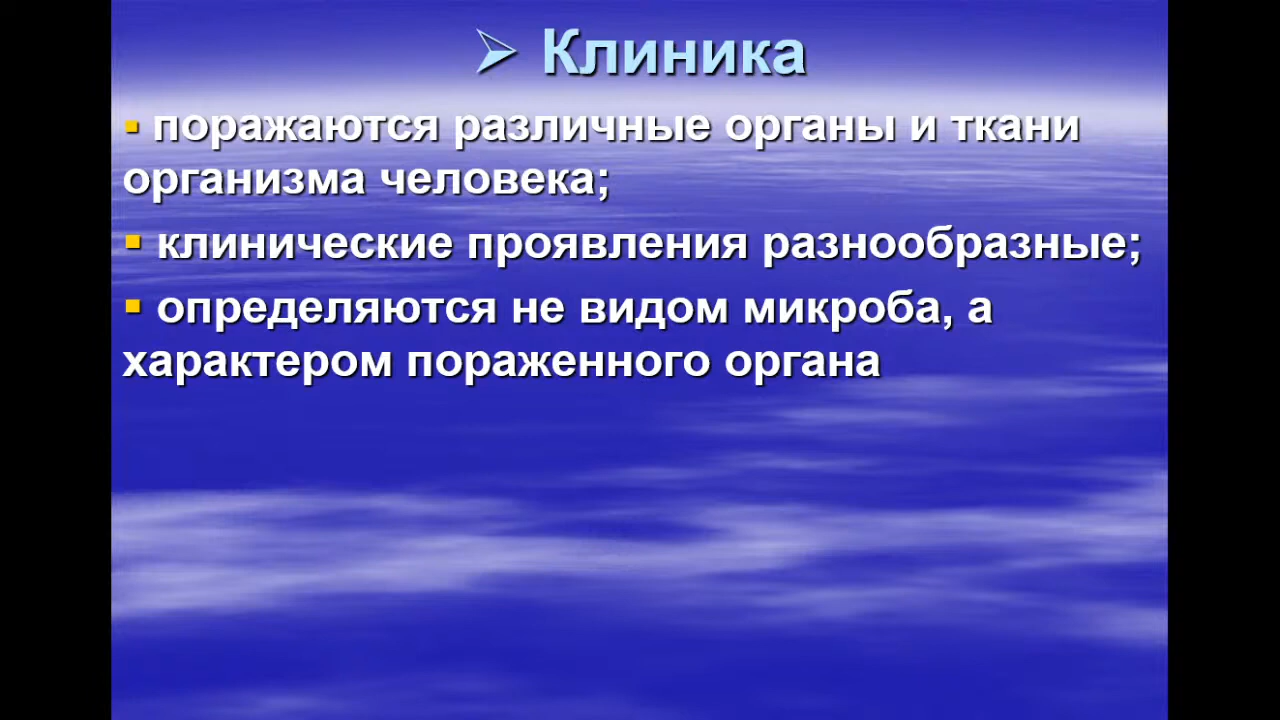 ➢ Клиника
▪ поражаются различные органы и ткани
организма человека;
▪ клинические проявления разнообразные;
▪ определяются не видом микроба, а
характером пораженного органа